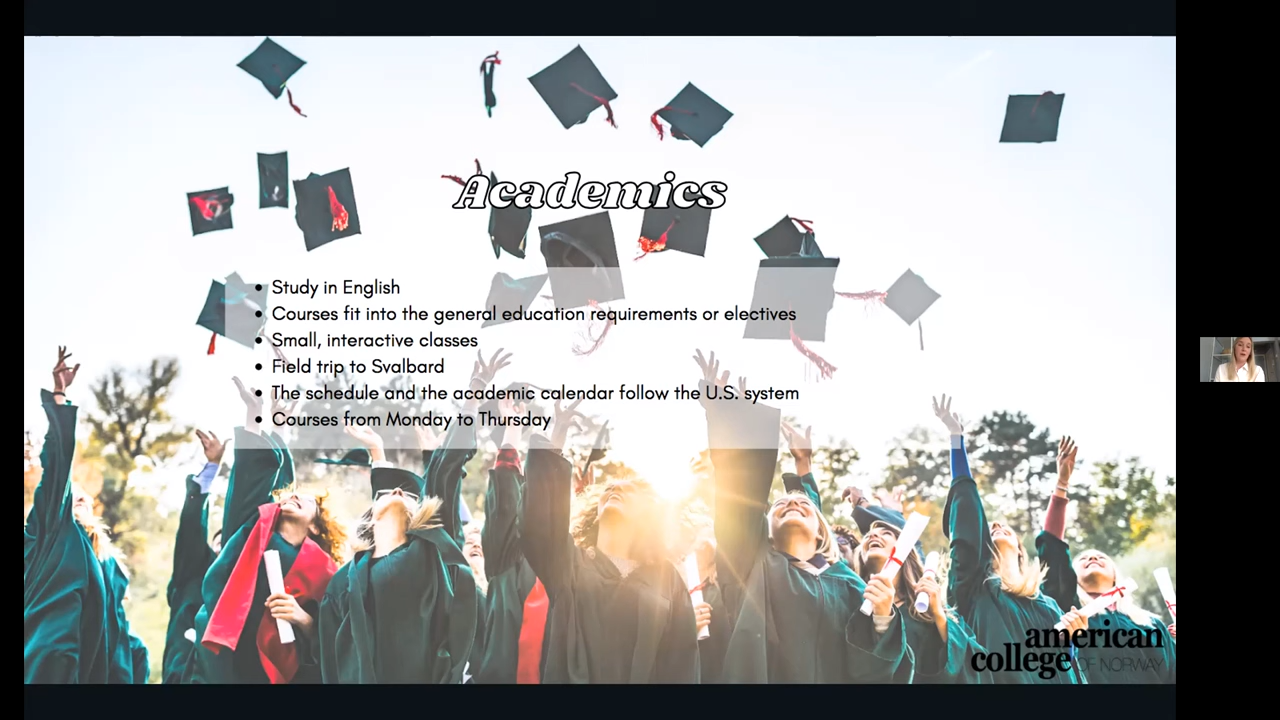 Academics
• Study in English
• Courses fit into the general education requirements or electives
• Small, interactive classes
• Field trip to Svalbard
• The schedule and the academic calendar follow the U.S. system
• Courses from Monday to Thursday
american
college OF NORWAY